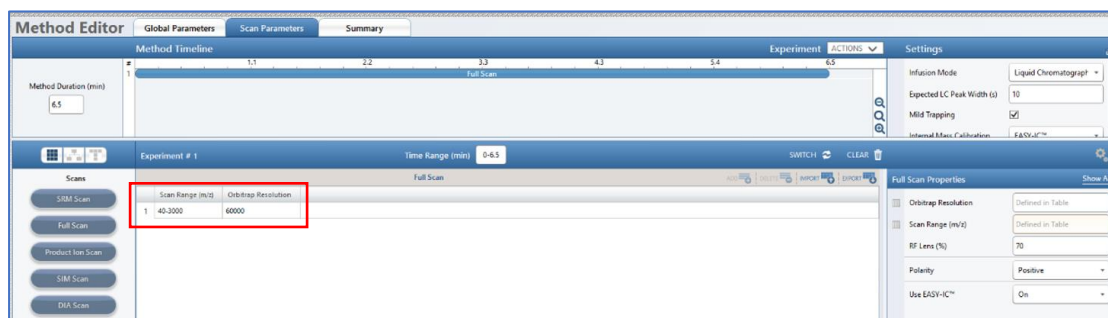 Method Editor Global Parameters Scan Parameters Summary
Method Timeline Experiment ACTIONS Settings
# 1.1 2.2 3.3 4.3 5.4 6.5
1 Full Scan
Method Duration (min)
6.5
Infusion Mode Liquid Chromatograph
Expected LC Peak Width (s) 10
Mild Trapping
Internal Mass Calibration EASY-IC™
Experiment # 1 Time Range (min) 0-6.5 SWITCH CLEAR
Scans Full Scan ADD DELETE IMPORT EXPORT Full Scan Properties Show
SRM Scan
Full Scan
Product Ion Scan
SIM Scan
DIA Scan
Scan Range (m/z) Orbitrap Resolution
1 40-3000 60000
Orbitrap Resolution Defined in Table
Scan Range (m/z) Defined in Table
RF Lens (%) 70
Polarity Positive
Use EASY-IC™ On